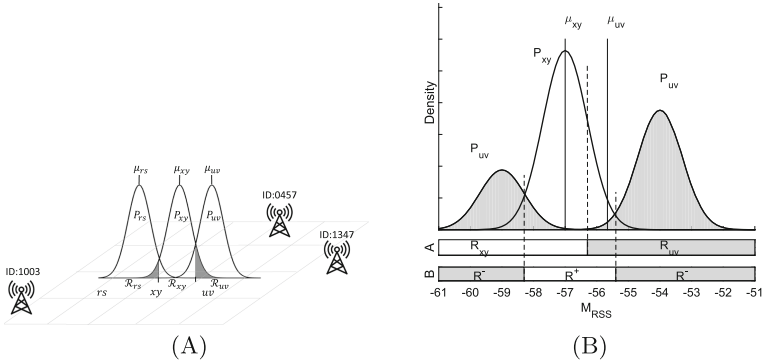 μrs μxy μuv
Prs Pxy Puv
ID:0457
ID:1347
ID:1003
ℛrs ℛxy ℛuv
rs xy uv
(A)
μxy μuv
Pxy
Puv
Puv
Density
A Rxy Ruv
B R- R+ R-
-61 -60 -59 -58 -57 -56 -55 -54 -53 -52 -51
MRSS
(B)